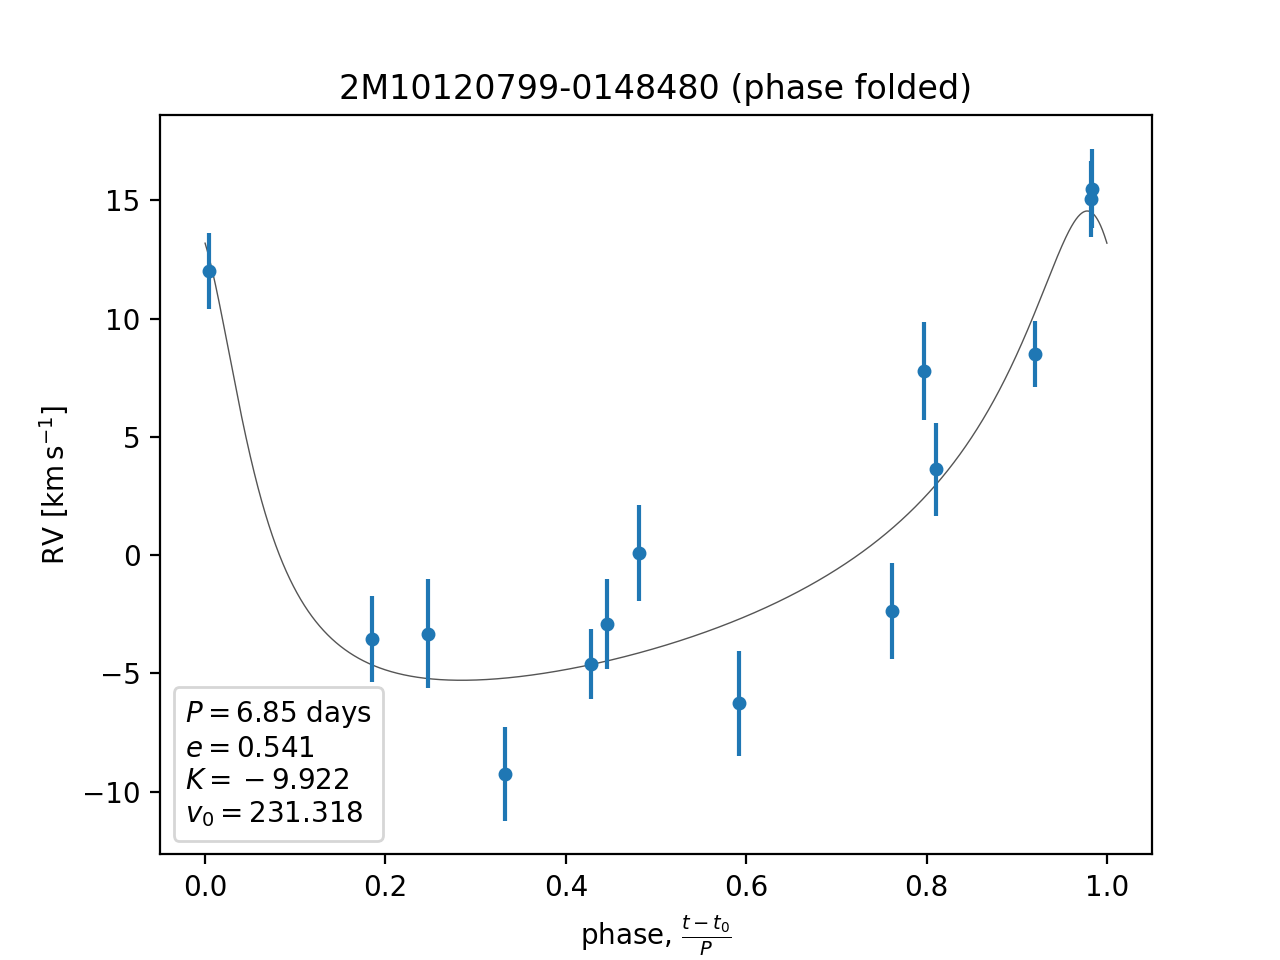 2M10120799-0148480 (phase folded)
RV [km s⁻¹]
15
10
5
0
−5
−10
P = 6.85 days
e = 0.541
K = −9.922
v₀ = 231.318
0.0 0.2 0.4 0.6 0.8 1.0
phase, (t − t₀)/P